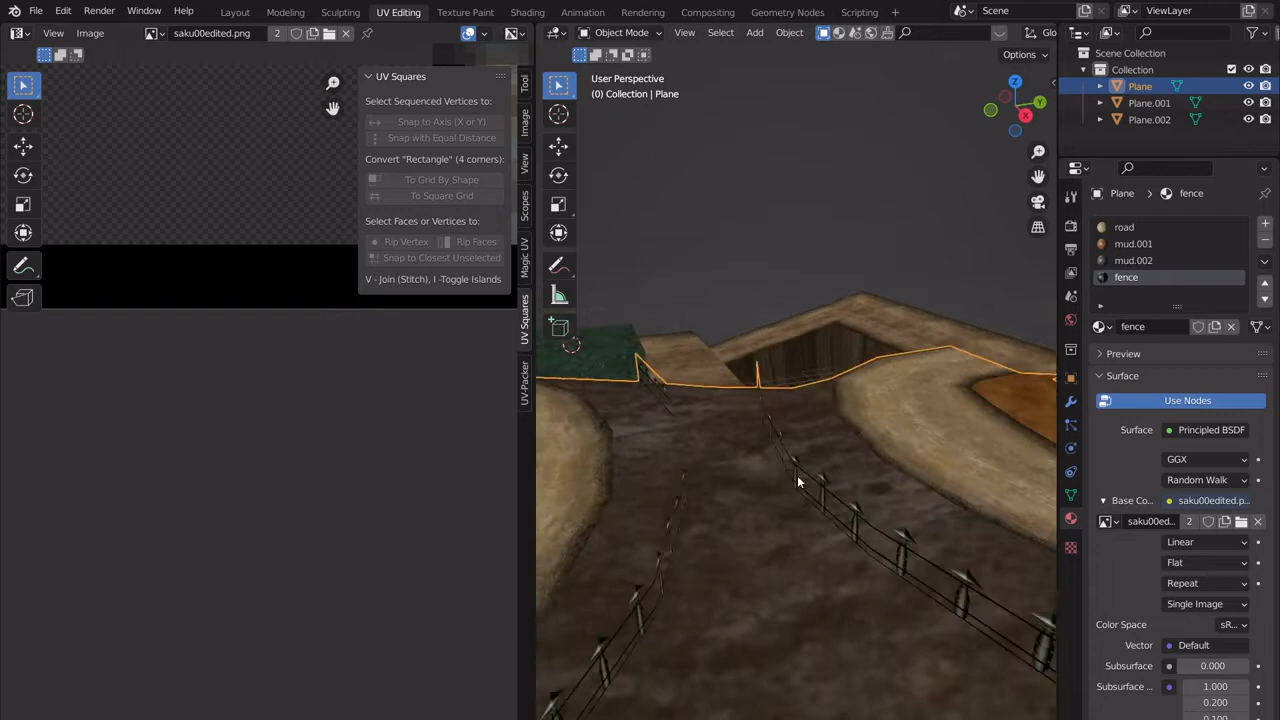 File Edit Render Window Help Layout Modeling Sculpting UV Editing Texture Paint Shading Animation Rendering Compositing Geometry Nodes Scripting Scene ViewLayer
View Image saku00edited.png 2
Object Mode View Select Add Object Glo
Options
UV Squares
Select Sequenced Vertices to:
Snap to Axis (X or Y)
Snap with Equal Distance
Convert "Rectangle" (4 corners):
To Grid By Shape
To Square Grid
Select Faces or Vertices to:
Rip Vertex Rip Faces
Snap to Closest Unselected
V - Join (Stitch), I -Toggle Islands
Tool
Image
View
Scopes
Magic UV
UV Squares
UV-Packer
User Perspective
(0) Collection | Plane
Z
Y
X
Scene Collection
Collection
Plane
Plane.001
Plane.002
Plane fence
road
mud.001
mud.002
fence
fence
Preview
Surface
Use Nodes
Surface Principled BSDF
GGX
Random Walk
Base Co... saku00edited.p...
saku00ed... 2
Linear
Flat
Repeat
Single Image
Color Space sR...
Vector Default
Subsurface 0.000
Subsurface ... 1.000
0.200
0.100